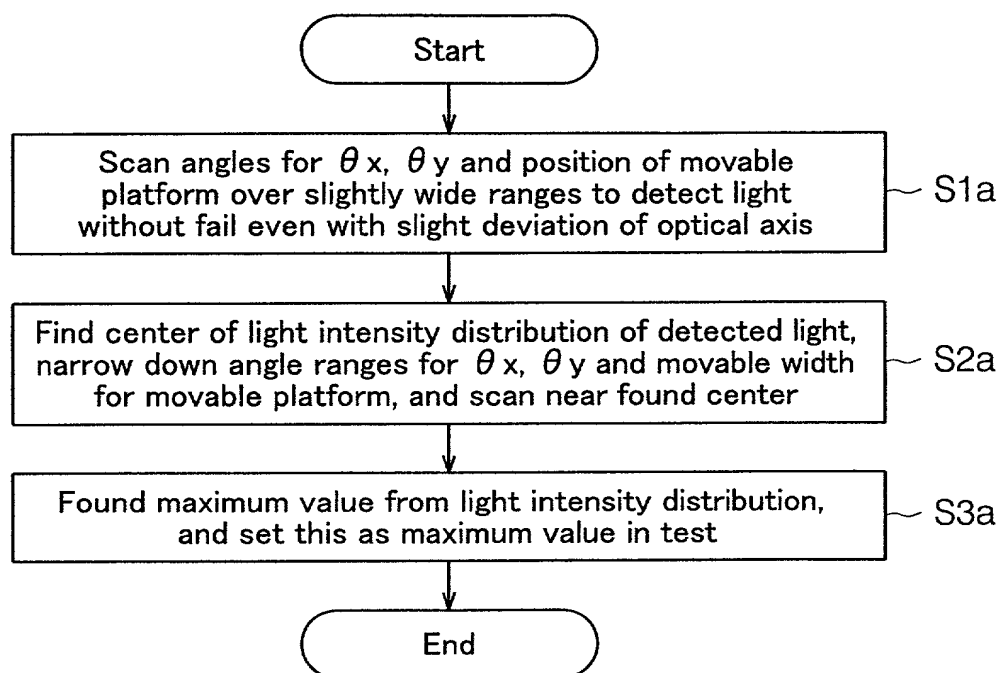 Start
Scan angles for θx, θy and position of movable
platform over slightly wide ranges to detect light
without fail even with slight deviation of optical axis
S1a
Find center of light intensity distribution of detected light,
narrow down angle ranges for θx, θy and movable width
for movable platform, and scan near found center
S2a
Found maximum value from light intensity distribution,
and set this as maximum value in test
S3a
End